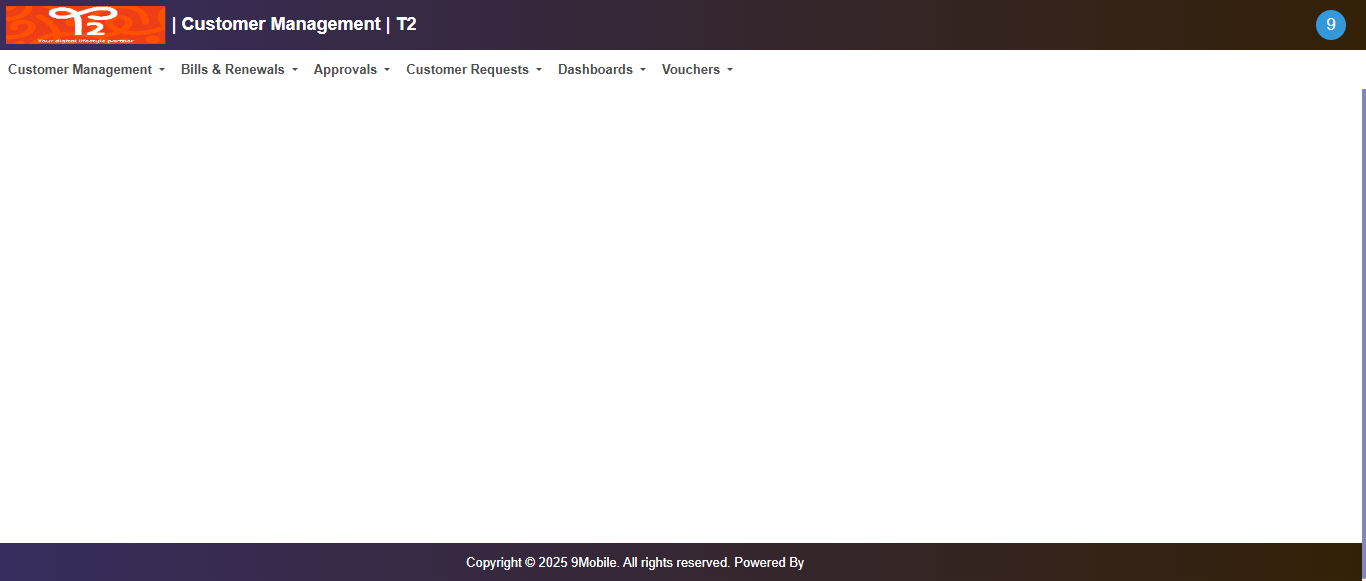 T2
Your digital lifestyle partner
| Customer Management | T2
9
Customer Management Bills & Renewals Approvals Customer Requests Dashboards Vouchers
Copyright © 2025 9Mobile. All rights reserved. Powered By